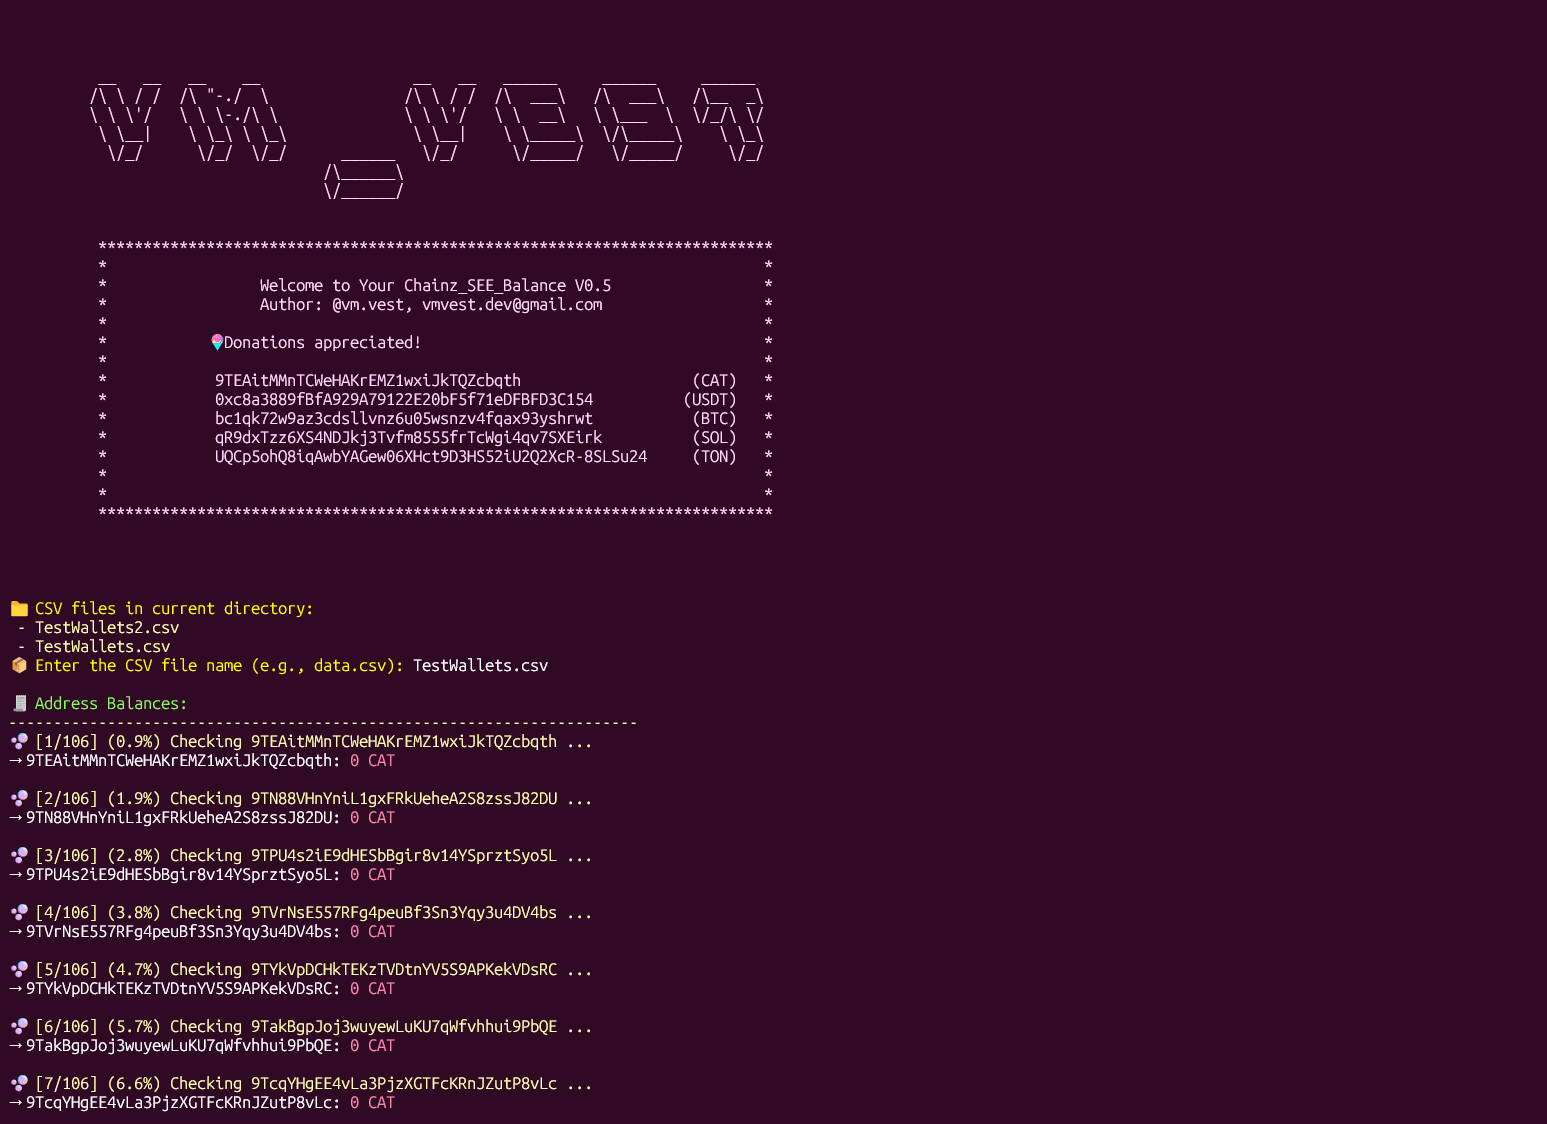 VM_VEST
***************************************************************************
* *
* Welcome to Your Chainz_SEE_Balance V0.5 *
* Author: @vm.vest, vmvest.dev@gmail.com *
* *
* 🍧Donations appreciated! *
* *
* 9TEAitMMnTCWeHAKrEMZ1wxiJkTQZcbqth (CAT) *
* 0xc8a3889fBfA929A79122E20bF5f71eDFBFD3C154 (USDT) *
* bc1qk72w9az3cdsllvnz6u05wsnzv4fqax93yshrwt (BTC) *
* qR9dxTzz6XS4NDJkj3Tvfm8555frTcWgi4qv7SXEirk (SOL) *
* UQCp5ohQ8iqAwbYAGew06XHct9D3HS52iU2Q2XcR-8SLSu24 (TON) *
* *
* *
***************************************************************************
📁 CSV files in current directory:
- TestWallets2.csv
- TestWallets.csv
📦 Enter the CSV file name (e.g., data.csv): TestWallets.csv
🧾 Address Balances:
----------------------------------------------------------------------
🫧 [1/106] (0.9%) Checking 9TEAitMMnTCWeHAKrEMZ1wxiJkTQZcbqth ...
→ 9TEAitMMnTCWeHAKrEMZ1wxiJkTQZcbqth: 0 CAT
🫧 [2/106] (1.9%) Checking 9TN88VHnYniL1gxFRkUeheA2S8zssJ82DU ...
→ 9TN88VHnYniL1gxFRkUeheA2S8zssJ82DU: 0 CAT
🫧 [3/106] (2.8%) Checking 9TPU4s2iE9dHESbBgir8v14YSprztSyo5L ...
→ 9TPU4s2iE9dHESbBgir8v14YSprztSyo5L: 0 CAT
🫧 [4/106] (3.8%) Checking 9TVrNsE557RFg4peuBf3Sn3Yqy3u4DV4bs ...
→ 9TVrNsE557RFg4peuBf3Sn3Yqy3u4DV4bs: 0 CAT
🫧 [5/106] (4.7%) Checking 9TYkVpDCHkTEKzTVDtnYV5S9APKekVDsRC ...
→ 9TYkVpDCHkTEKzTVDtnYV5S9APKekVDsRC: 0 CAT
🫧 [6/106] (5.7%) Checking 9TakBgpJoj3wuyewLuKU7qWfvhhui9PbQE ...
→ 9TakBgpJoj3wuyewLuKU7qWfvhhui9PbQE: 0 CAT
🫧 [7/106] (6.6%) Checking 9TcqYHgEE4vLa3PjzXGTFcKRnJZutP8vLc ...
→ 9TcqYHgEE4vLa3PjzXGTFcKRnJZutP8vLc: 0 CAT